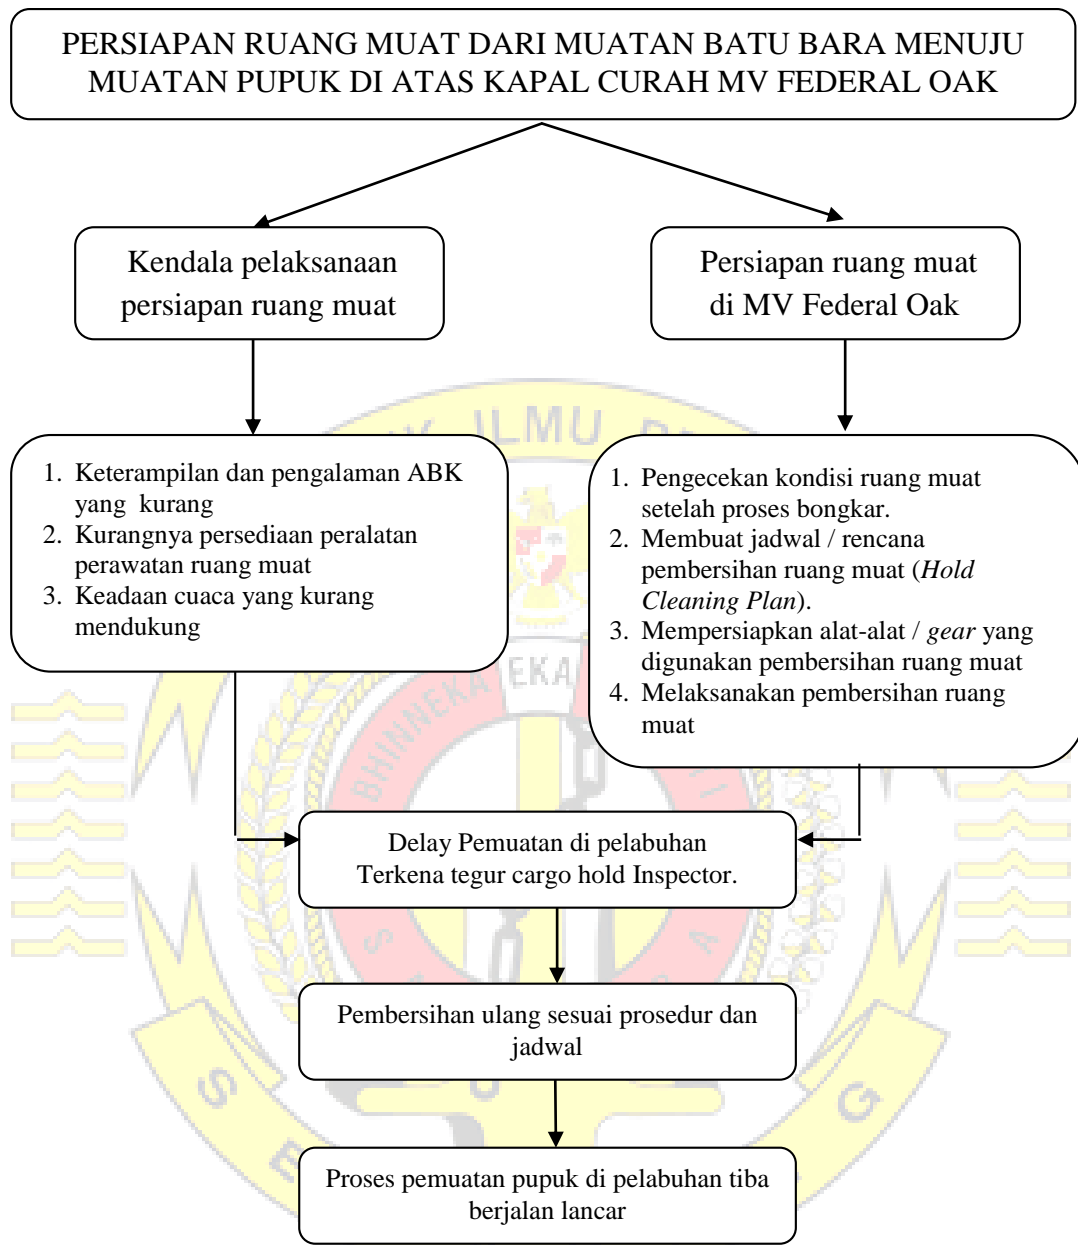 PERSIAPAN RUANG MUAT DARI MUATAN BATU BARA MENUJU
MUATAN PUPUK DI ATAS KAPAL CURAH MV FEDERAL OAK
Kendala pelaksanaan
persiapan ruang muat
Persiapan ruang muat
di MV Federal Oak
1. Keterampilan dan pengalaman ABK
yang kurang
2. Kurangnya persediaan peralatan
perawatan ruang muat
3. Keadaan cuaca yang kurang
mendukung
1. Pengecekan kondisi ruang muat
setelah proses bongkar.
2. Membuat jadwal / rencana
pembersihan ruang muat (Hold
Cleaning Plan).
3. Mempersiapkan alat-alat / gear yang
digunakan pembersihan ruang muat
4. Melaksanakan pembersihan ruang
muat
Delay Pemuatan di pelabuhan
Terkena tegur cargo hold Inspector.
Pembersihan ulang sesuai prosedur dan
jadwal
Proses pemuatan pupuk di pelabuhan tiba
berjalan lancar
ILMU
BHINNEKA
EKA